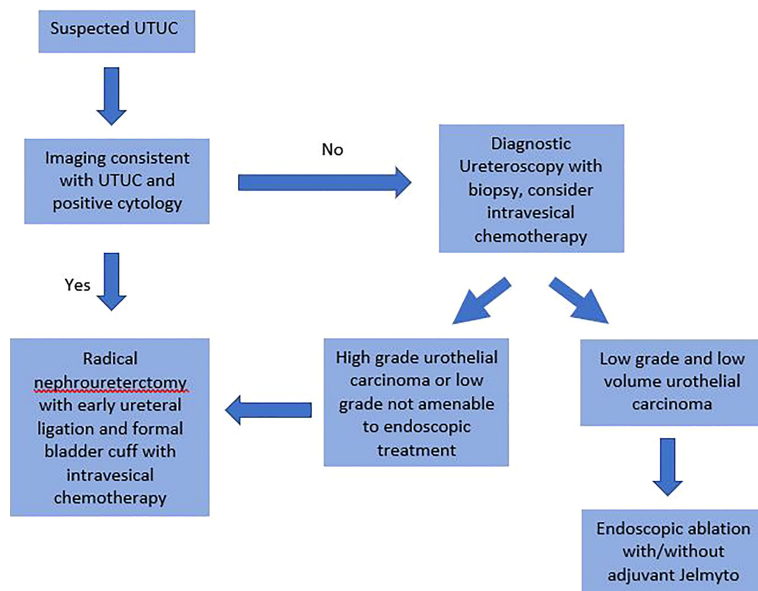 Suspected UTUC
Imaging consistent
with UTUC and
positive cytology
No
Diagnostic
Ureteroscopy with
biopsy, consider
intravesical
chemotherapy
Yes
Radical
nephroureterctomy
with early ureteral
ligation and formal
bladder cuff with
intravesical
chemotherapy
High grade urothelial
carcinoma or low
grade not amenable
to endoscopic
treatment
Low grade and low
volume urothelial
carcinoma
Endoscopic ablation
with/without
adjuvant Jelmyto